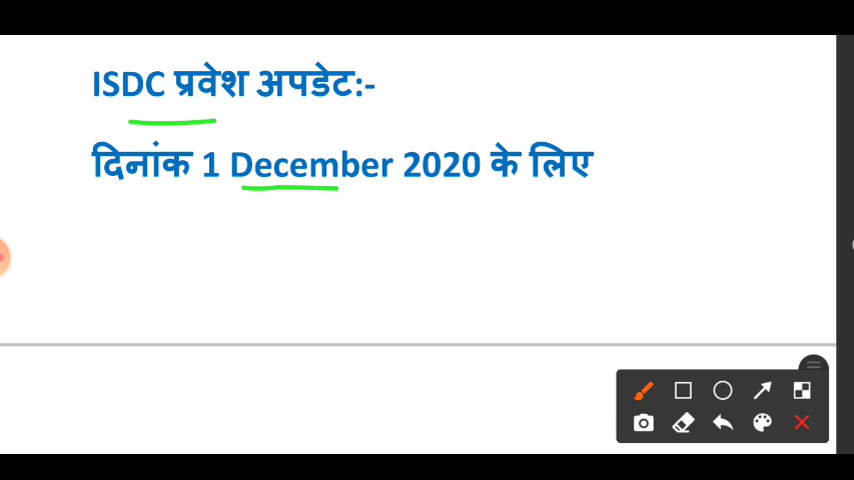 ISDC प्रवेश अपडेट:-
दिनांक 1 December 2020 के लिए